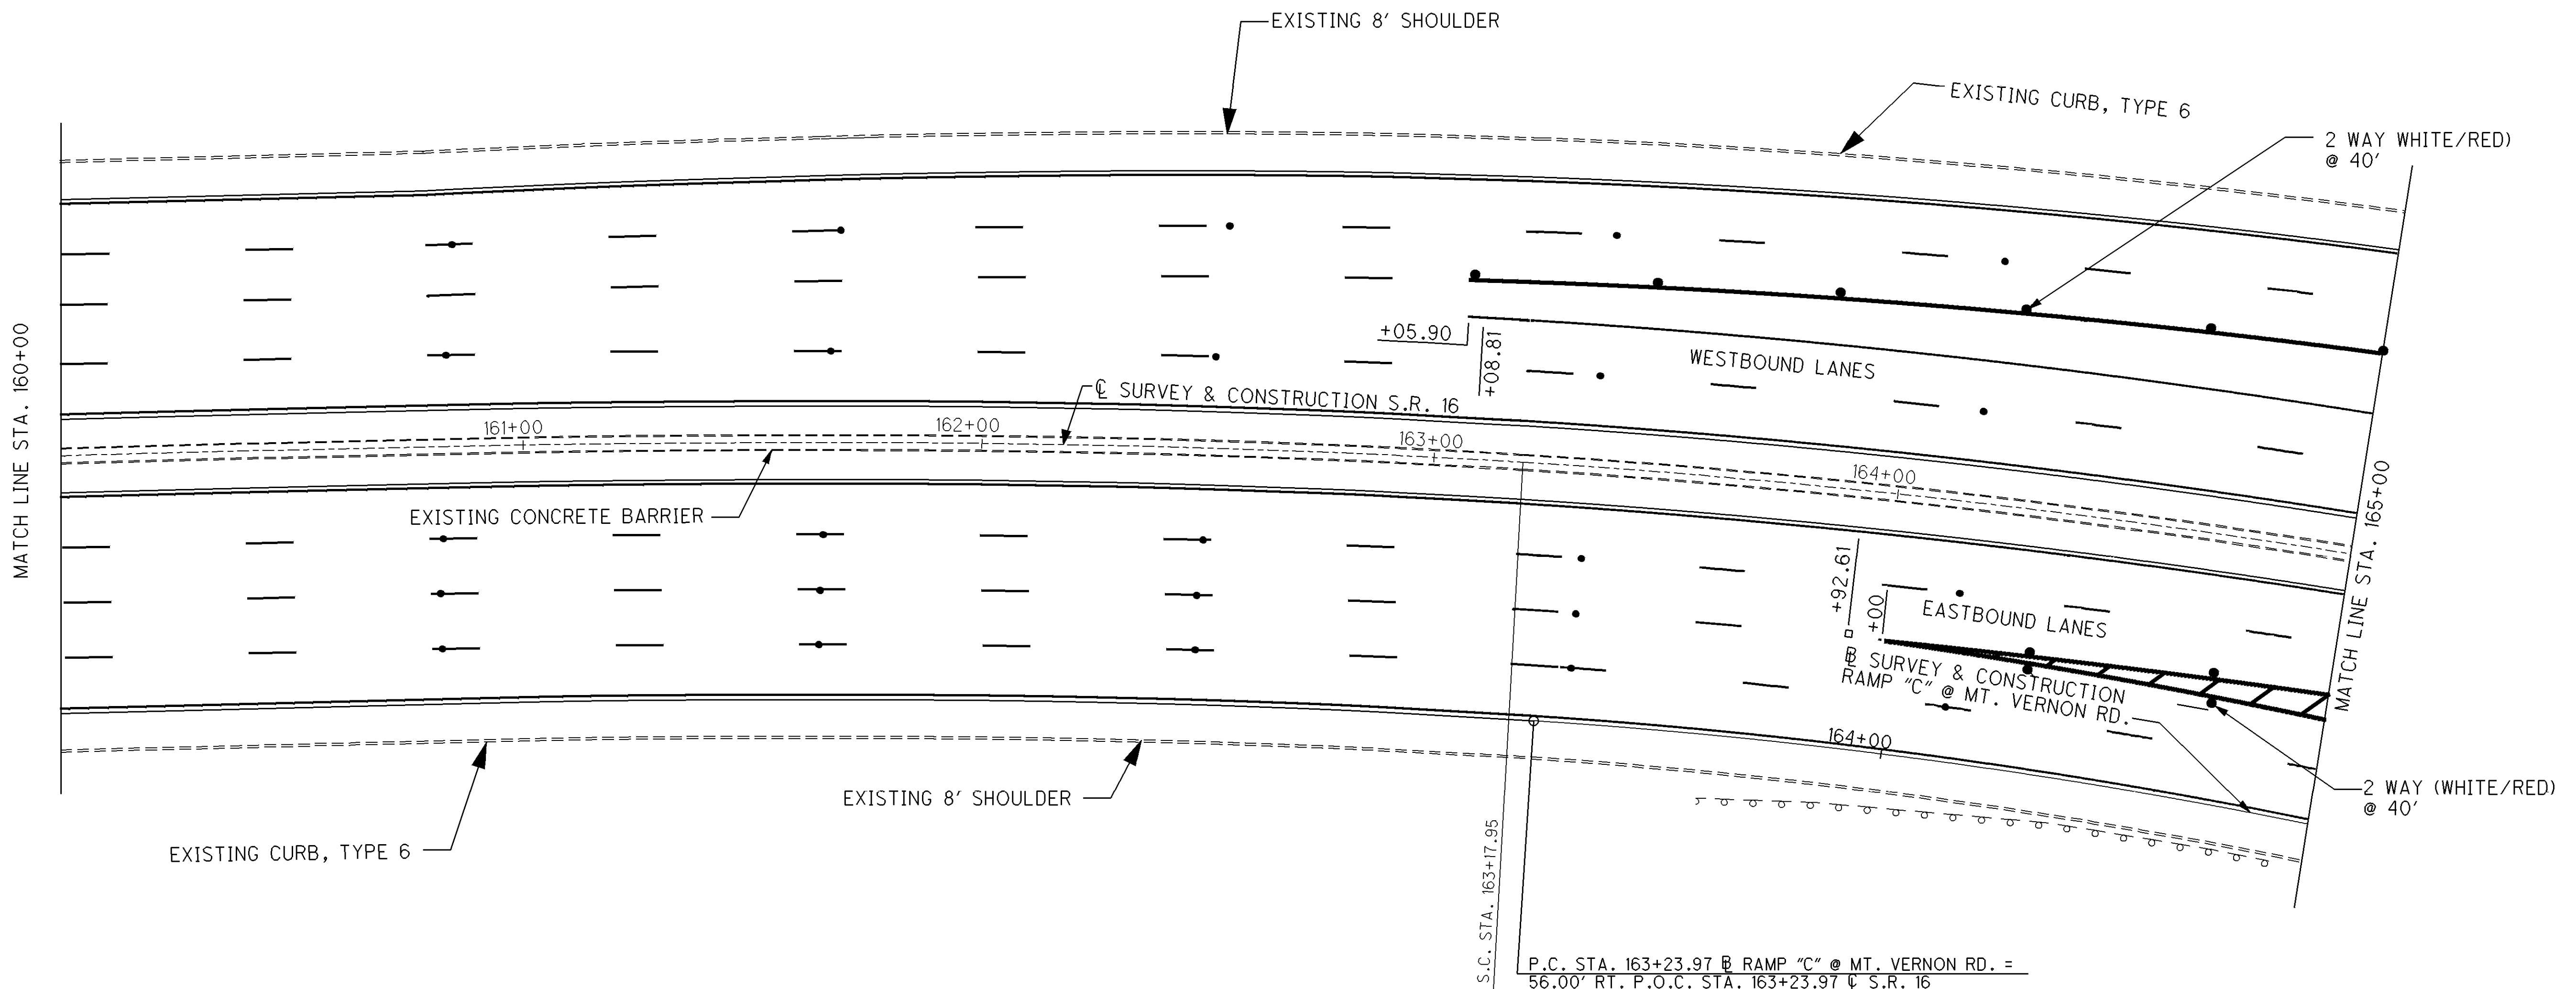 EXISTING 8' SHOULDER
EXISTING CURB, TYPE 6
2 WAY WHITE/RED)
@ 40'
MATCH LINE STA. 160+00
+05.90
+08.81
WESTBOUND LANES
℄ SURVEY & CONSTRUCTION S.R. 16
161+00
162+00
163+00
164+00
EXISTING CONCRETE BARRIER
MATCH LINE STA. 165+00
+92.61
+00
EASTBOUND LANES
BL SURVEY & CONSTRUCTION
RAMP "C" @ MT. VERNON RD.
164+00
2 WAY (WHITE/RED)
@ 40'
EXISTING 8' SHOULDER
EXISTING CURB, TYPE 6
S.C. STA. 163+17.95
P.C. STA. 163+23.97 BL RAMP "C" @ MT. VERNON RD. =
56.00' RT. P.O.C. STA. 163+23.97 ℄ S.R. 16